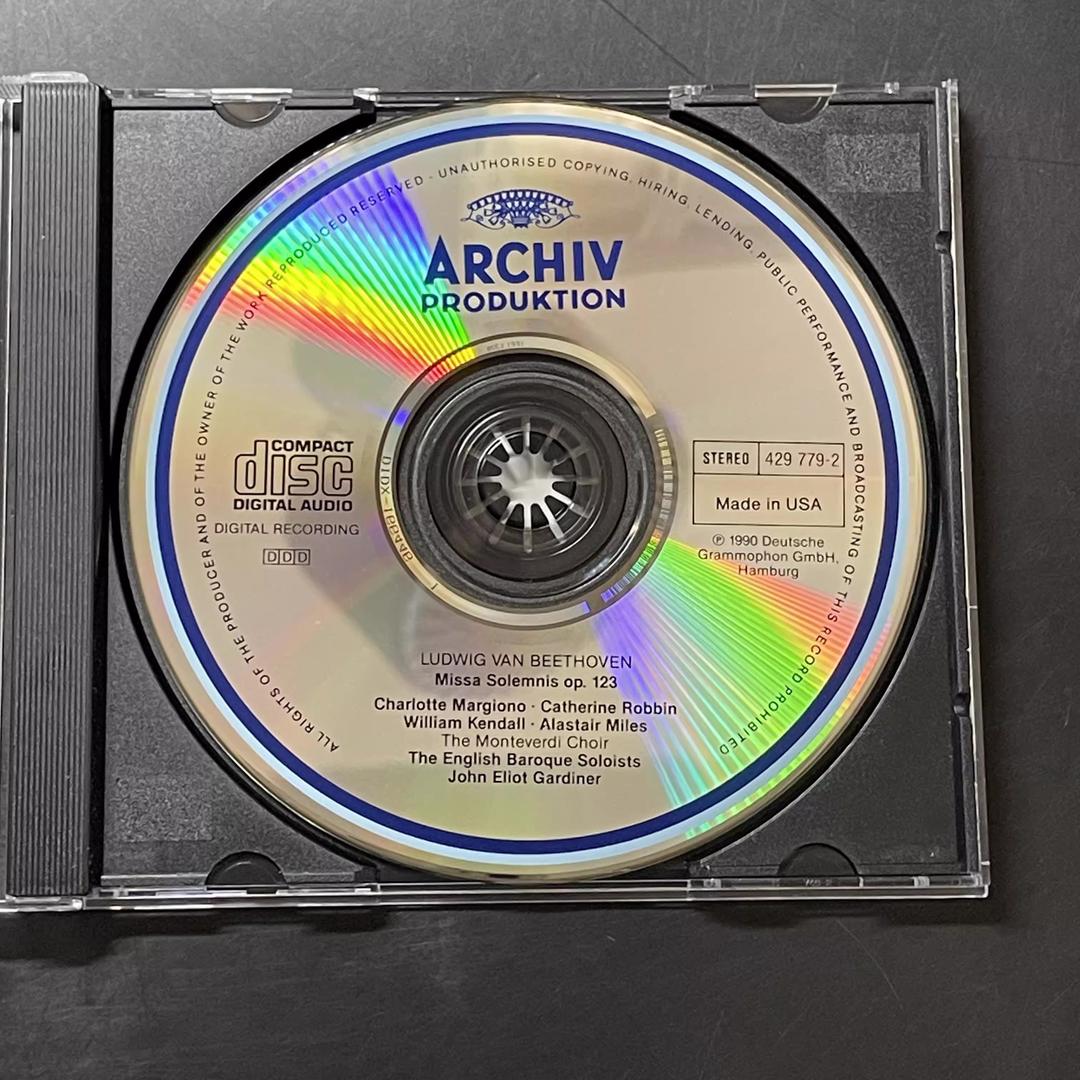 ALL RIGHTS OF THE PRODUCER AND OF THE OWNER OF THE WORK REPRODUCED RESERVED · UNAUTHORISED COPYING, HIRING, LENDING, PUBLIC PERFORMANCE AND BROADCASTING OF THIS RECORD PROHIBITED
ARCHIV
PRODUKTION
COMPACT
disc
DIGITAL AUDIO
DIGITAL RECORDING
DDD
STEREO 429 779-2
Made in USA
℗ 1990 Deutsche
Grammophon GmbH,
Hamburg
LUDWIG VAN BEETHOVEN
Missa Solemnis op. 123
Charlotte Margiono · Catherine Robbin
William Kendall · Alastair Miles
The Monteverdi Choir
The English Baroque Soloists
John Eliot Gardiner